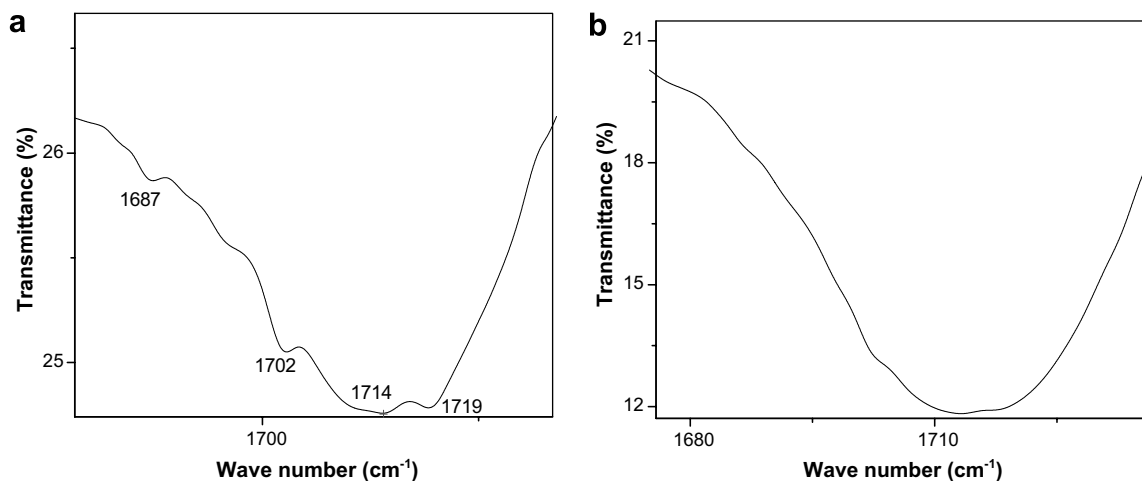 a
Transmittance (%)
26
25
1687
1702
1714
1719
1700
Wave number (cm⁻¹)
b
Transmittance (%)
21
18
15
12
1680
1710
Wave number (cm⁻¹)